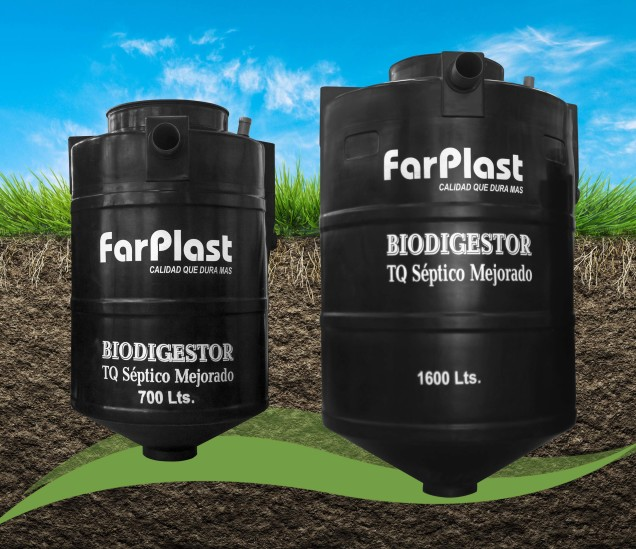 FarPlast
CALIDAD QUE DURA MAS
BIODIGESTOR
TQ Séptico Mejorado
700 Lts.
FarPlast
CALIDAD QUE DURA MAS
BIODIGESTOR
TQ Séptico Mejorado
1600 Lts.